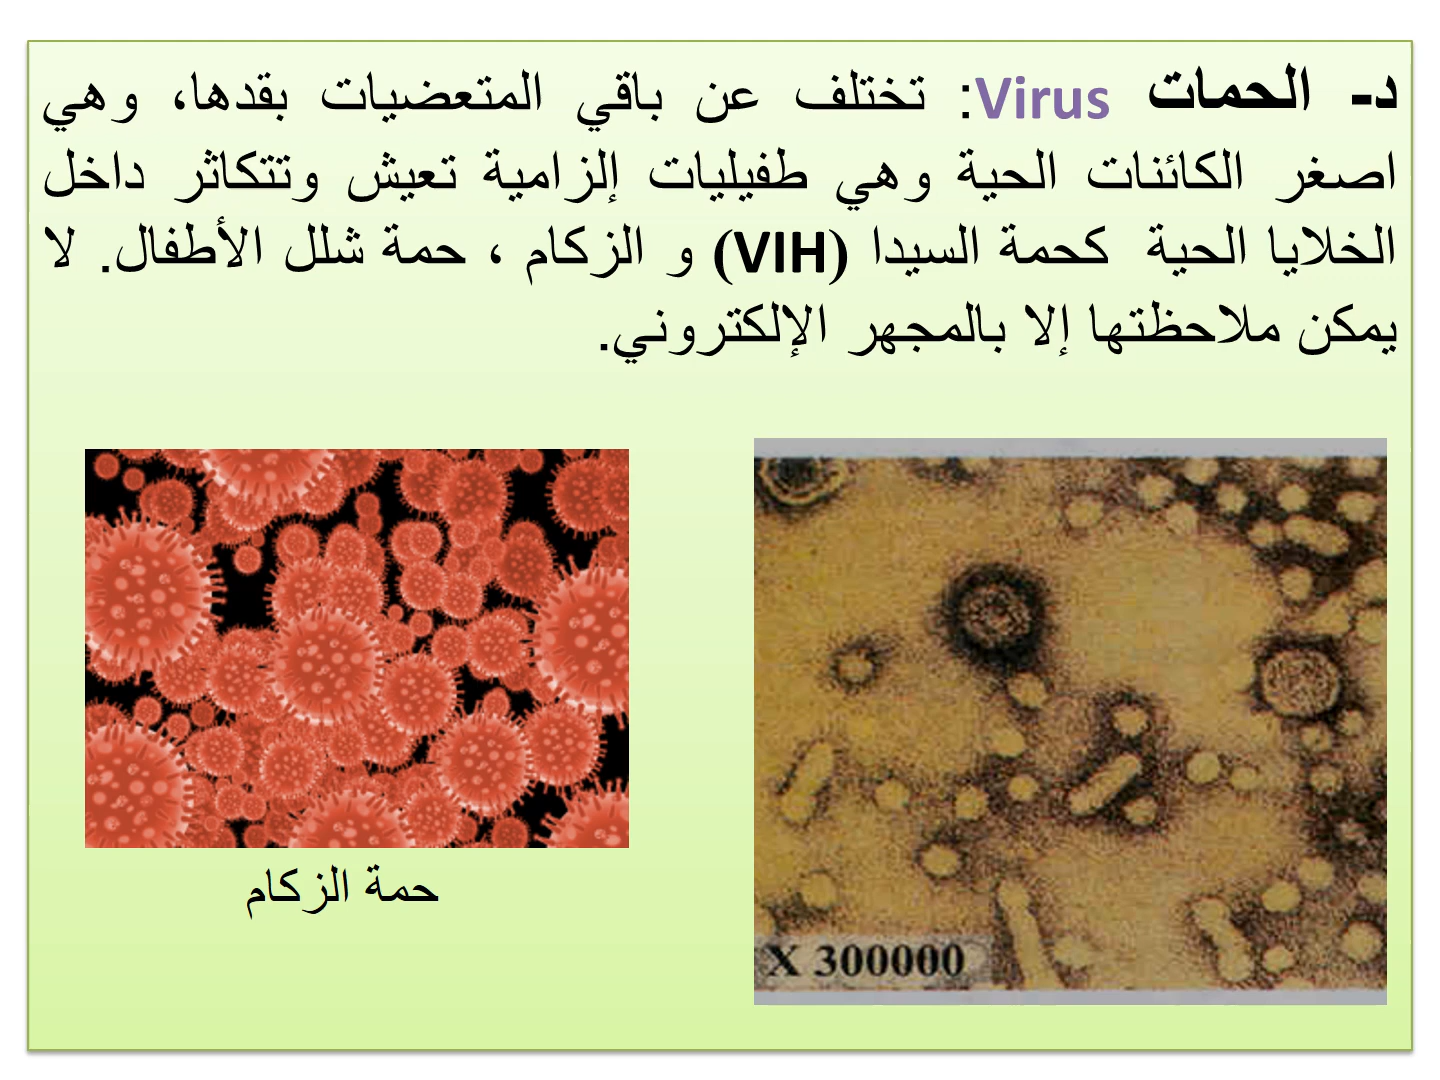 د- الحمات Virus: تختلف عن باقي المتعضيات بقدها، وهي
اصغر الكائنات الحية وهي طفيليات إلزامية تعيش وتتكاثر داخل
الخلايا الحية كحمة السيدا (VIH) و الزكام ، حمة شلل الأطفال. لا
يمكن ملاحظتها إلا بالمجهر الإلكتروني.
حمة الزكام
X 300000